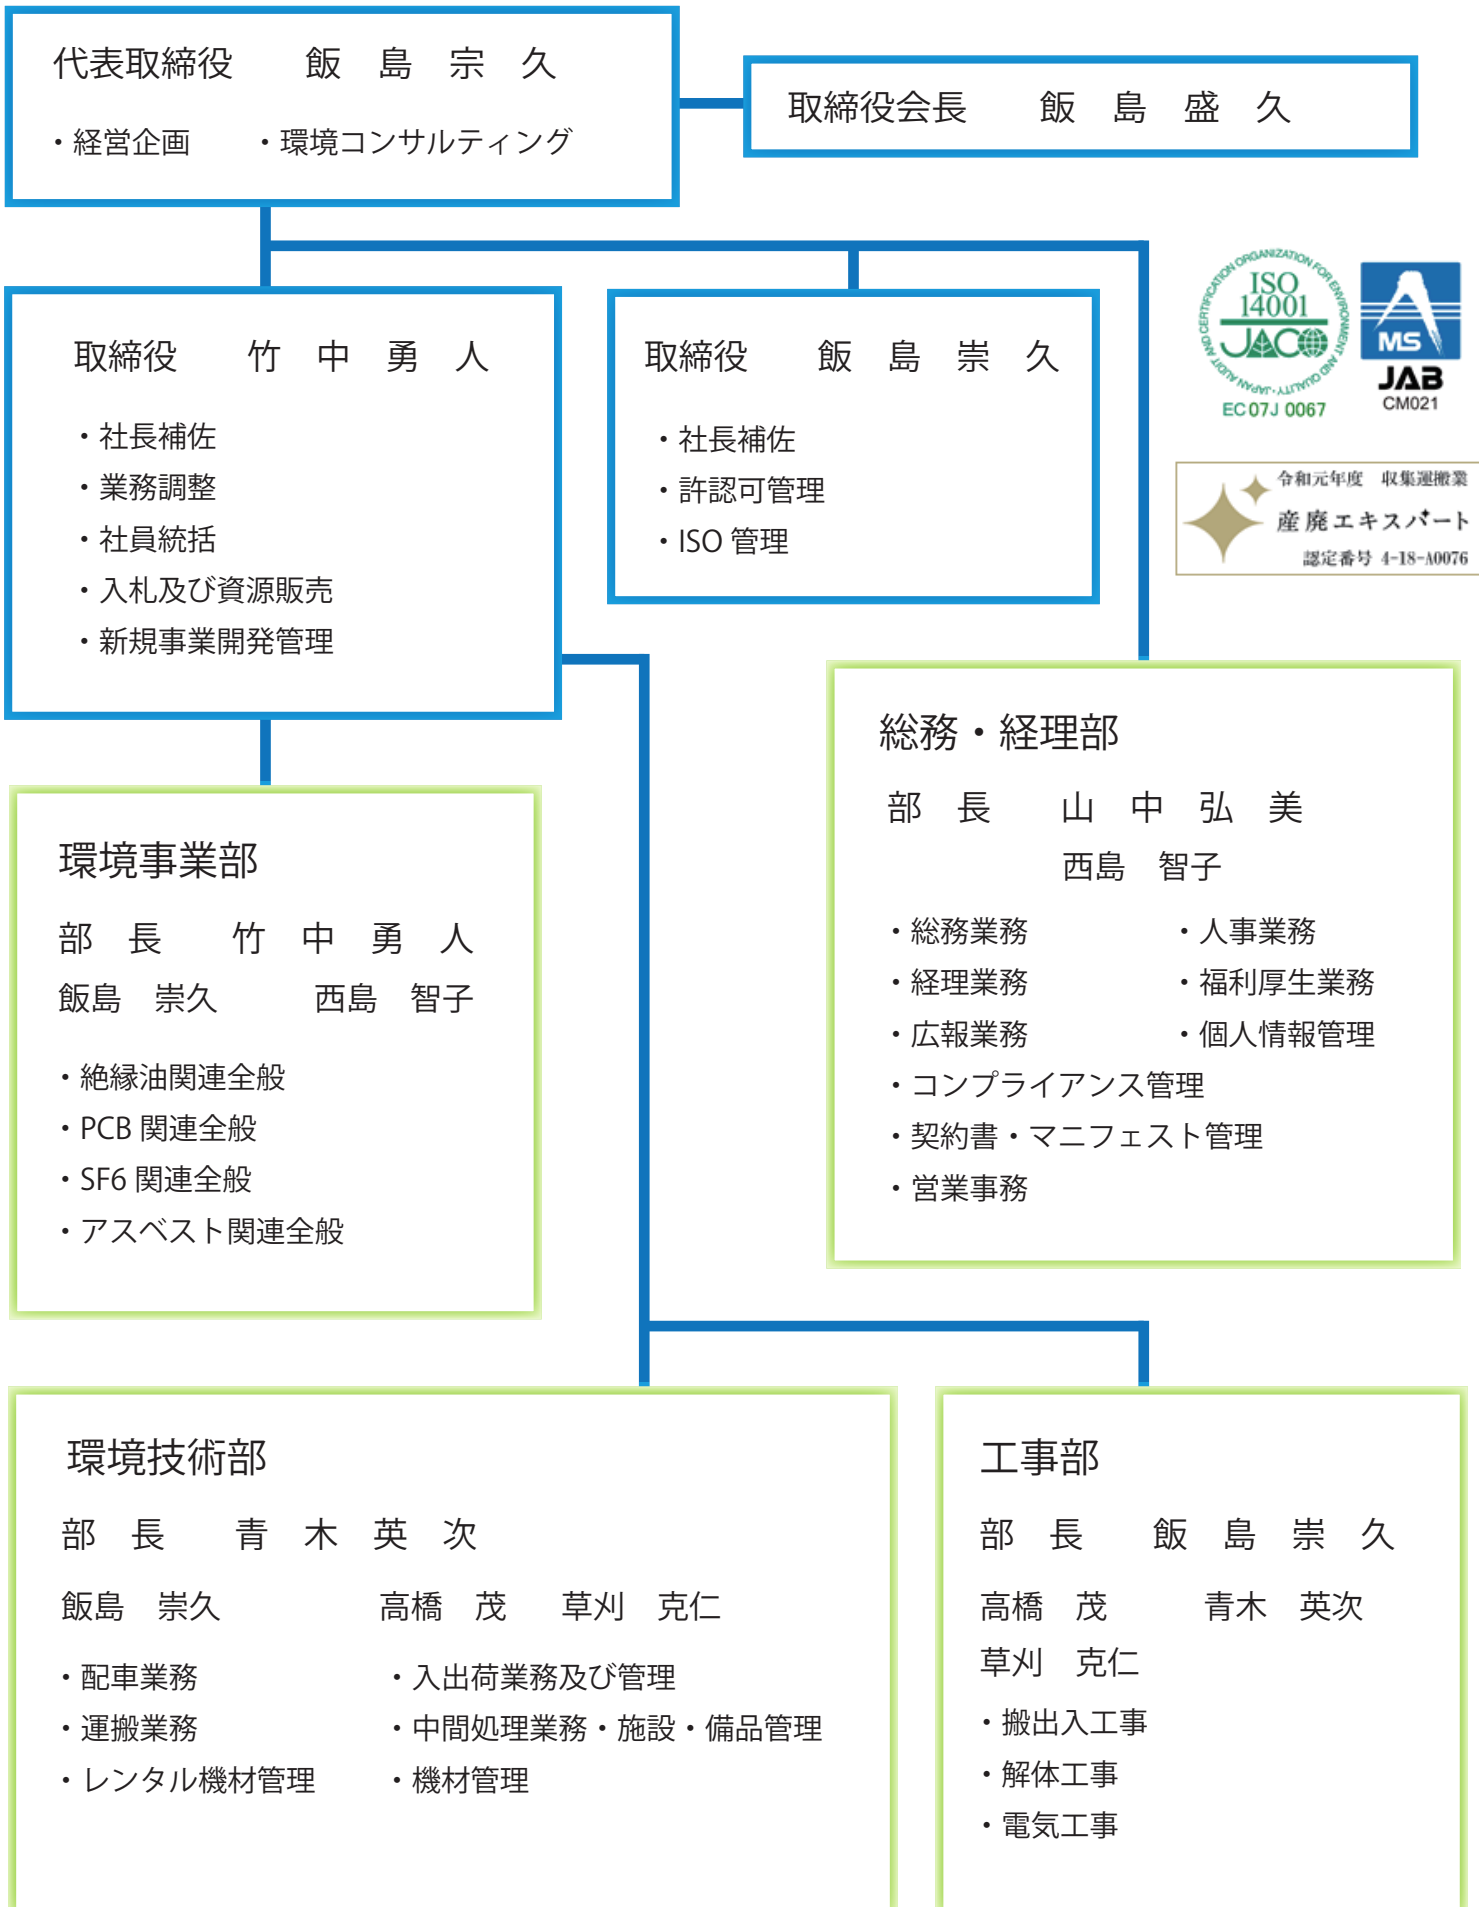 代表取締役　　飯　島　宗　久
・経営企画　　・環境コンサルティング
取締役会長　　飯　島　盛　久
取締役　　竹　中　勇　人
・社長補佐
・業務調整
・社員統括
・入札及び資源販売
・新規事業開発管理
取締役　　飯　島　崇　久
・社長補佐
・許認可管理
・ISO 管理
AUDIT AND CERTIFICATION ORGANIZATION FOR ENVIRONMENT AND QUALITY・JAPAN
ISO
14001
JACO
EC07J0067
MS
JAB
CM021
令和元年度　収集運搬業
産廃エキスパート
認定番号 4-18-A0076
総務・経理部
部　長　　山　中　弘　美
西島　智子
・総務業務　　・人事業務
・経理業務　　・福利厚生業務
・広報業務　　・個人情報管理
・コンプライアンス管理
・契約書・マニフェスト管理
・営業事務
環境事業部
部　長　　竹　中　勇　人
飯島　崇久　　西島　智子
・絶縁油関連全般
・PCB 関連全般
・SF6 関連全般
・アスベスト関連全般
環境技術部
部　長　　青　木　英　次
飯島　崇久　　高橋　茂　草刈　克仁
・配車業務　　・入出荷業務及び管理
・運搬業務　　・中間処理業務・施設・備品管理
・レンタル機材管理　　・機材管理
工事部
部　長　　飯　島　崇　久
高橋　茂　　青木　英次
草刈　克仁
・搬出入工事
・解体工事
・電気工事